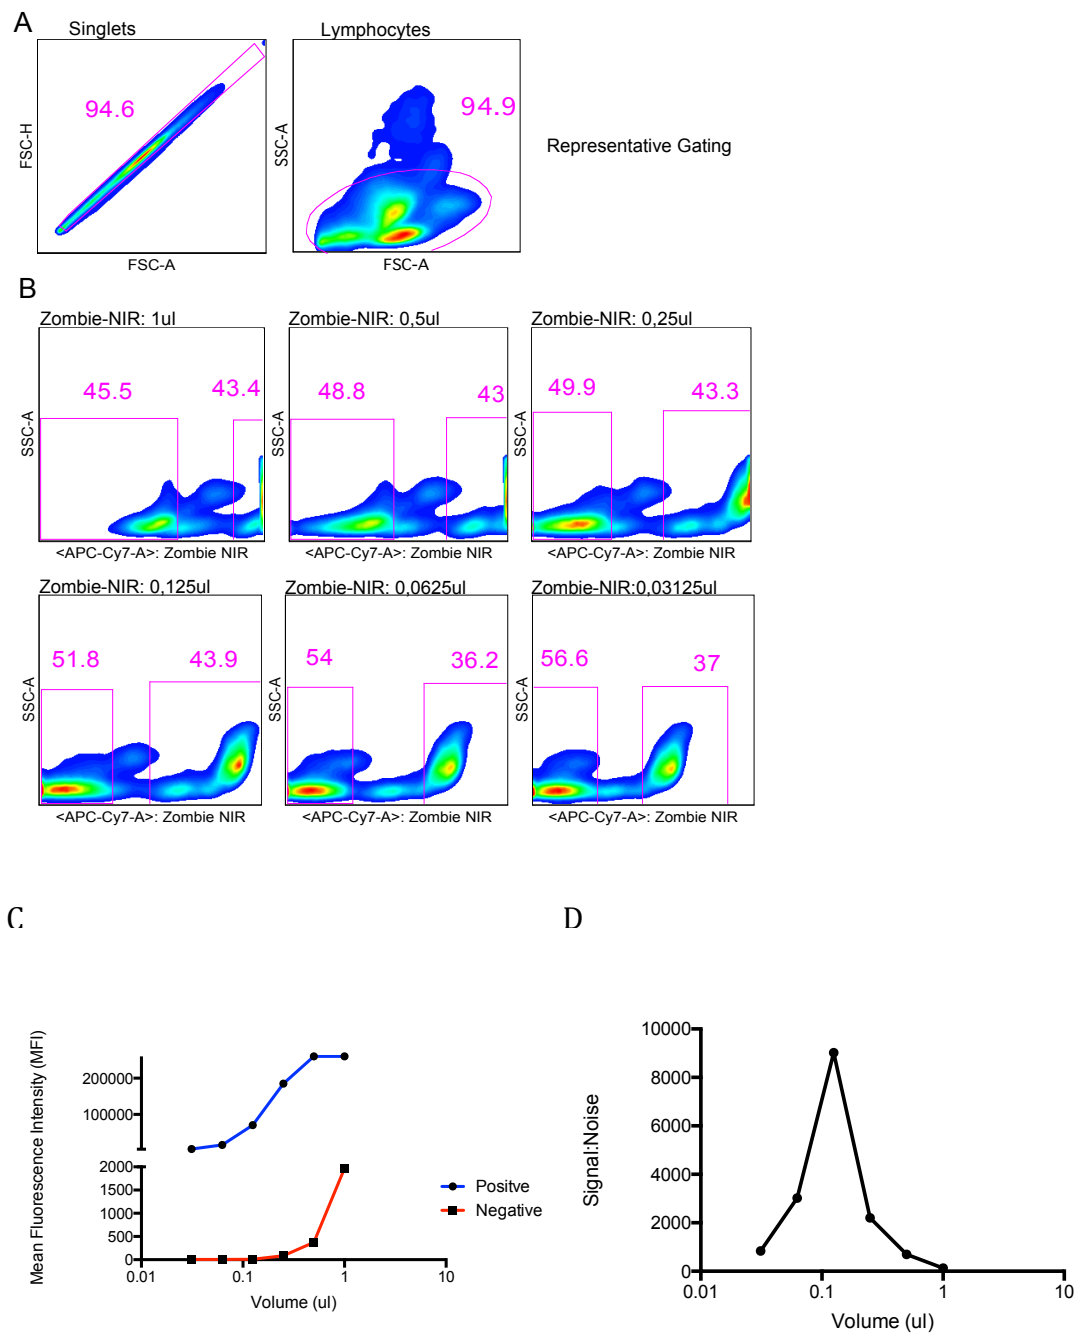 A
Singlets
Lymphocytes
94.6
94.9
FSC-H
SSC-A
Representative Gating
FSC-A
FSC-A
B
Zombie-NIR: 1ul
Zombie-NIR: 0,5ul
Zombie-NIR: 0,25ul
45.5
43.4
48.8
43
49.9
43.3
SSC-A
SSC-A
SSC-A
<APC-Cy7-A>: Zombie NIR
<APC-Cy7-A>: Zombie NIR
<APC-Cy7-A>: Zombie NIR
Zombie-NIR: 0,125ul
Zombie-NIR: 0,0625ul
Zombie-NIR:0,03125ul
51.8
43.9
54
36.2
56.6
37
SSC-A
SSC-A
SSC-A
<APC-Cy7-A>: Zombie NIR
<APC-Cy7-A>: Zombie NIR
<APC-Cy7-A>: Zombie NIR
C
Mean Fluorescence Intensity (MFI)
200000
100000
2000
1500
1000
500
0
0.01
0.1
1
10
Volume (ul)
Positve
Negative
D
Signal:Noise
10000
8000
6000
4000
2000
0
0.01
0.1
1
10
Volume (ul)